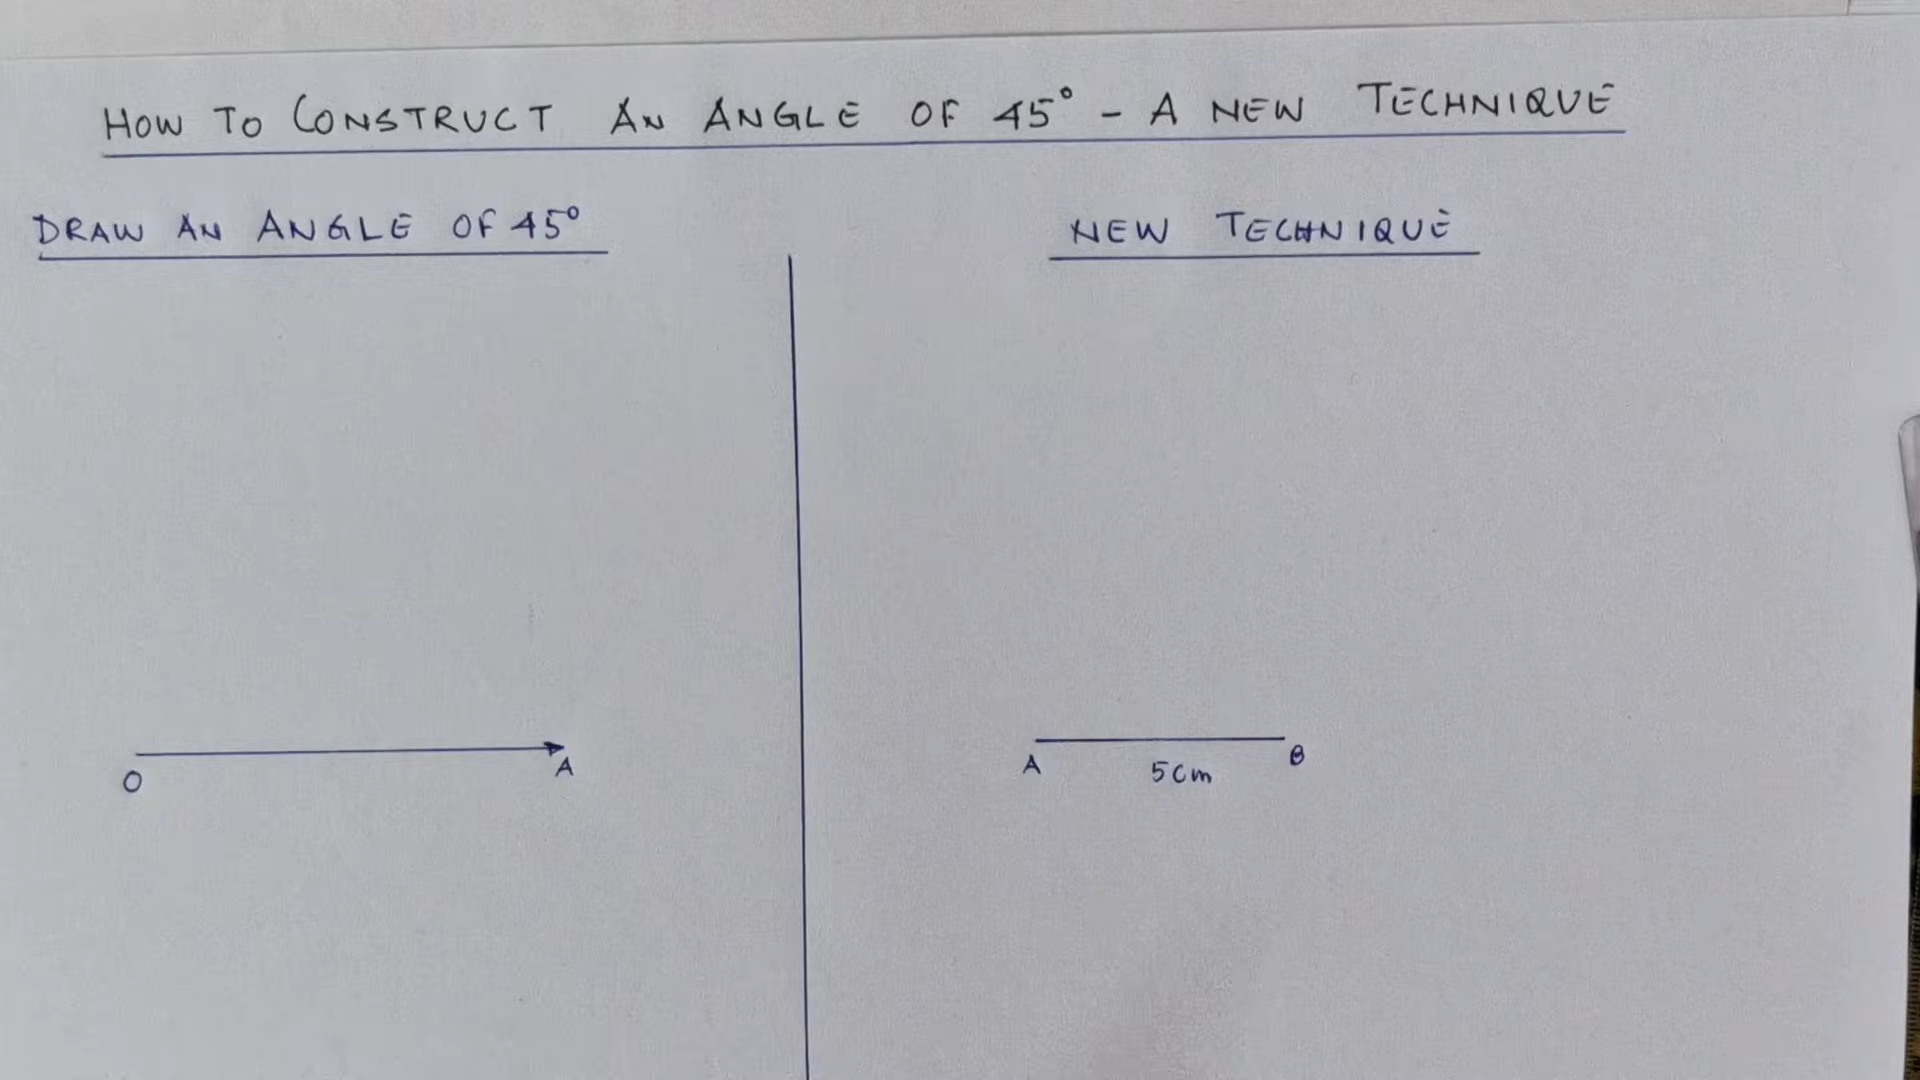 HOW TO CONSTRUCT AN ANGLE OF 45° - A NEW TECHNIQUE
DRAW AN ANGLE OF 45°
NEW TECHNIQUE
O
A
A
5cm
B